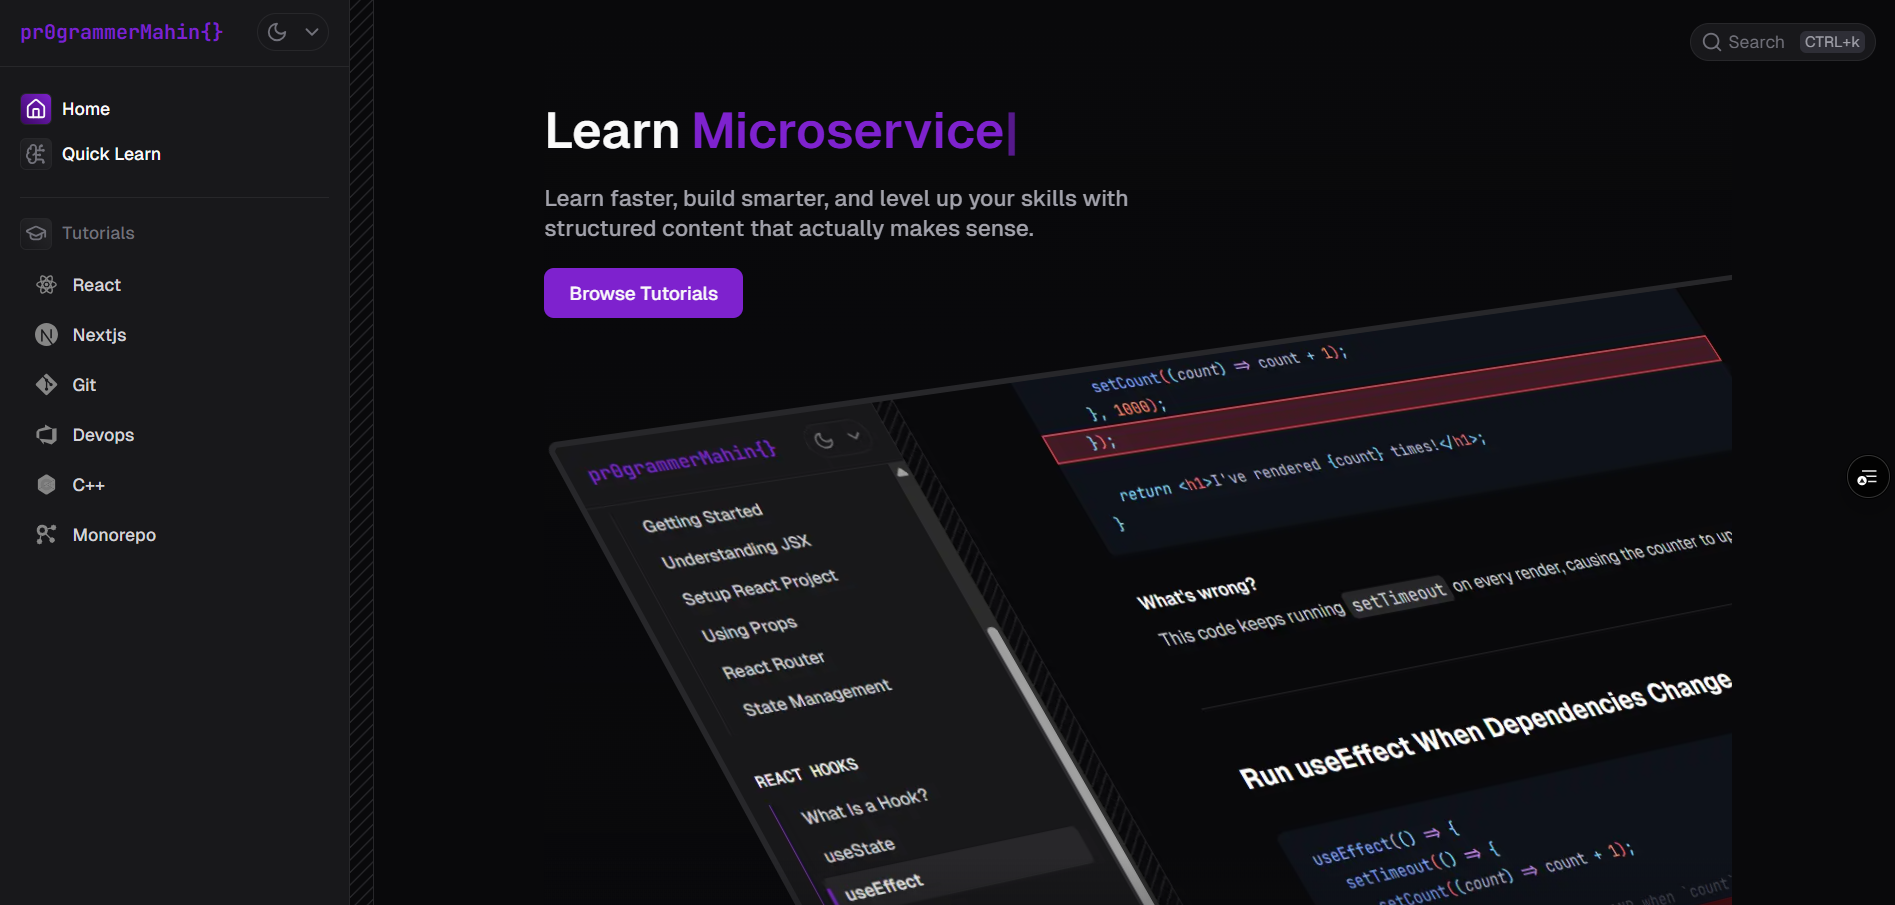 pr0grammerMahin{}
Home
Quick Learn
Tutorials
React
Nextjs
Git
Devops
C++
Monorepo
Search CTRL+k
Learn Microservice|
Learn faster, build smarter, and level up your skills with
structured content that actually makes sense.
Browse Tutorials
pr0grammerMahin{}
Getting Started
Understanding JSX
Setup React Project
Using Props
React Router
State Management
REACT HOOKS
What Is a Hook?
useState
useEffect
setCount((count) => count + 1);
}, 1000);
});
return <h1>I've rendered {count} times!</h1>;
}
What's wrong?
This code keeps running setTimeout on every render, causing the counter to
Run useEffect When Dependencies Change
useEffect(() => {
setTimeout(() => {
setCount((count) => count + 1);
when `count`